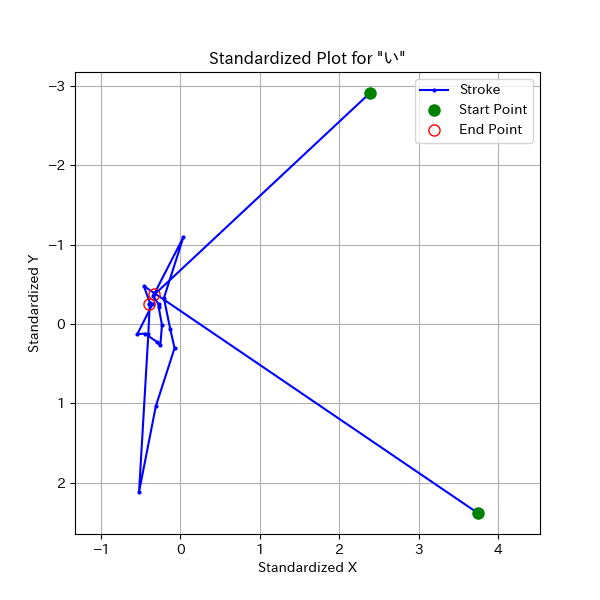 Standardized Plot for "い"
Stroke
Start Point
End Point
−3
−2
−1
0
1
2
Standardized Y
−1 0 1 2 3 4
Standardized X